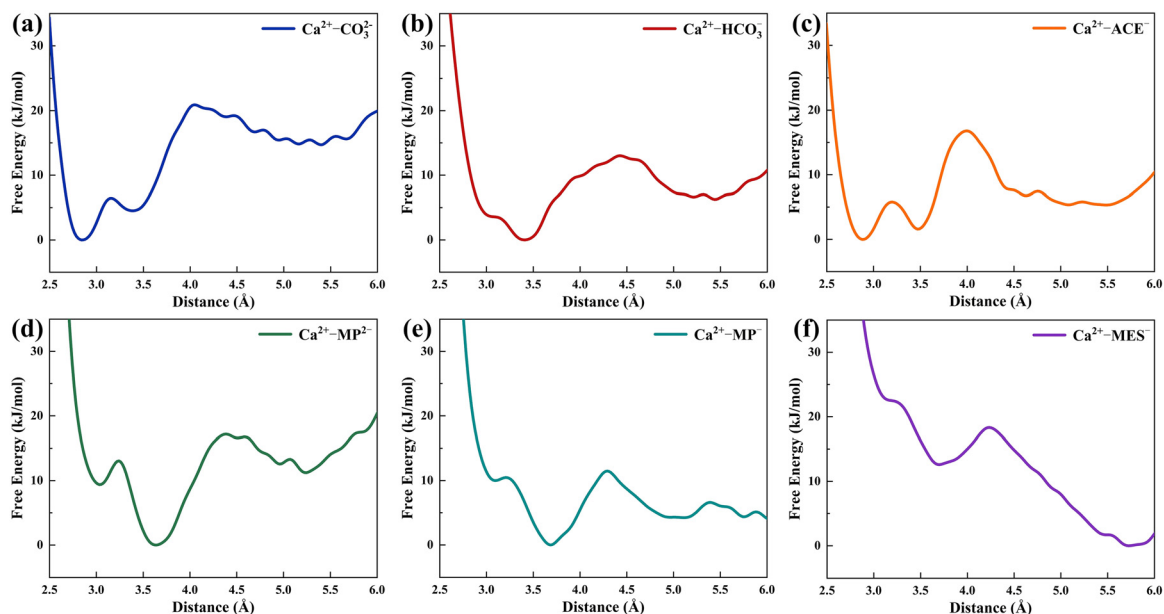 (a)
Ca²⁺−CO₃²⁻
Free Energy (kJ/mol)
30
20
10
0
2.5 3.0 3.5 4.0 4.5 5.0 5.5 6.0
Distance (Å)
(b)
Ca²⁺−HCO₃⁻
Free Energy (kJ/mol)
30
20
10
0
2.5 3.0 3.5 4.0 4.5 5.0 5.5 6.0
Distance (Å)
(c)
Ca²⁺−ACE⁻
Free Energy (kJ/mol)
30
20
10
0
2.5 3.0 3.5 4.0 4.5 5.0 5.5 6.0
Distance (Å)
(d)
Ca²⁺−MP²⁻
Free Energy (kJ/mol)
30
20
10
0
2.5 3.0 3.5 4.0 4.5 5.0 5.5 6.0
Distance (Å)
(e)
Ca²⁺−MP⁻
Free Energy (kJ/mol)
30
20
10
0
2.5 3.0 3.5 4.0 4.5 5.0 5.5 6.0
Distance (Å)
(f)
Ca²⁺−MES⁻
Free Energy (kJ/mol)
30
20
10
0
2.5 3.0 3.5 4.0 4.5 5.0 5.5 6.0
Distance (Å)